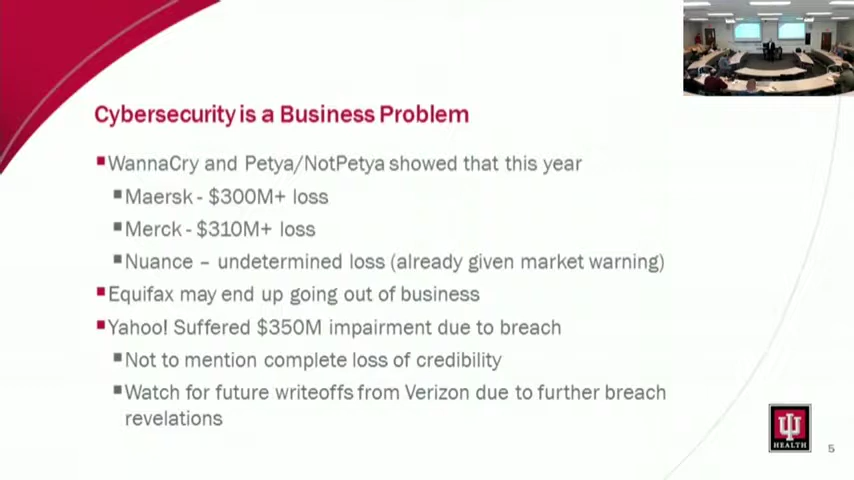 Cybersecurity is a Business Problem
WannaCry and Petya/NotPetya showed that this year
Maersk - $300M+ loss
Merck - $310M+ loss
Nuance – undetermined loss (already given market warning)
Equifax may end up going out of business
Yahoo! Suffered $350M impairment due to breach
Not to mention complete loss of credibility
Watch for future writeoffs from Verizon due to further breach
revelations
IU
HEALTH
5